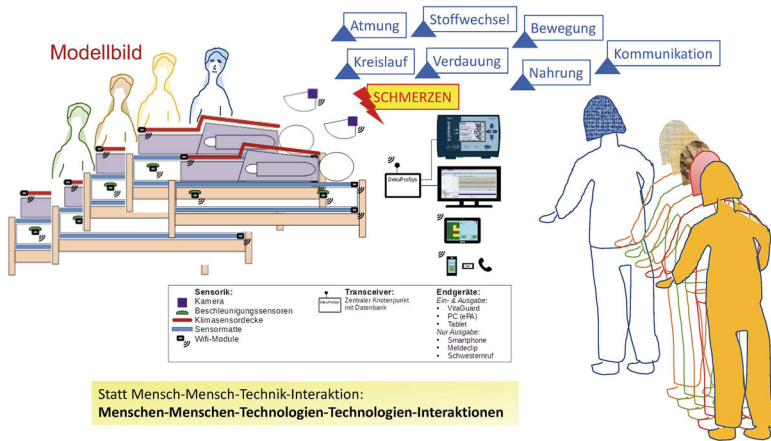 Modellbild
Atmung
Stoffwechsel
Bewegung
Kreislauf
Verdauung
Nahrung
Kommunikation
SCHMERZEN
DekuProSys
Sensorik:
Kamera
Beschleunigungssensoren
Klimasensordecke
Sensormatte
Wifi-Module
Transceiver:
Zentraler Knotenpunkt
mit Datenbank
DekuProSys
Endgeräte:
Ein- & Ausgabe:
• VitaGuard
• PC (ePA)
• Tablet
Nur Ausgabe:
• Smartphone
• Meldeclip
• Schwesternruf
Statt Mensch-Mensch-Technik-Interaktion:
Menschen-Menschen-Technologien-Technologien-Interaktionen